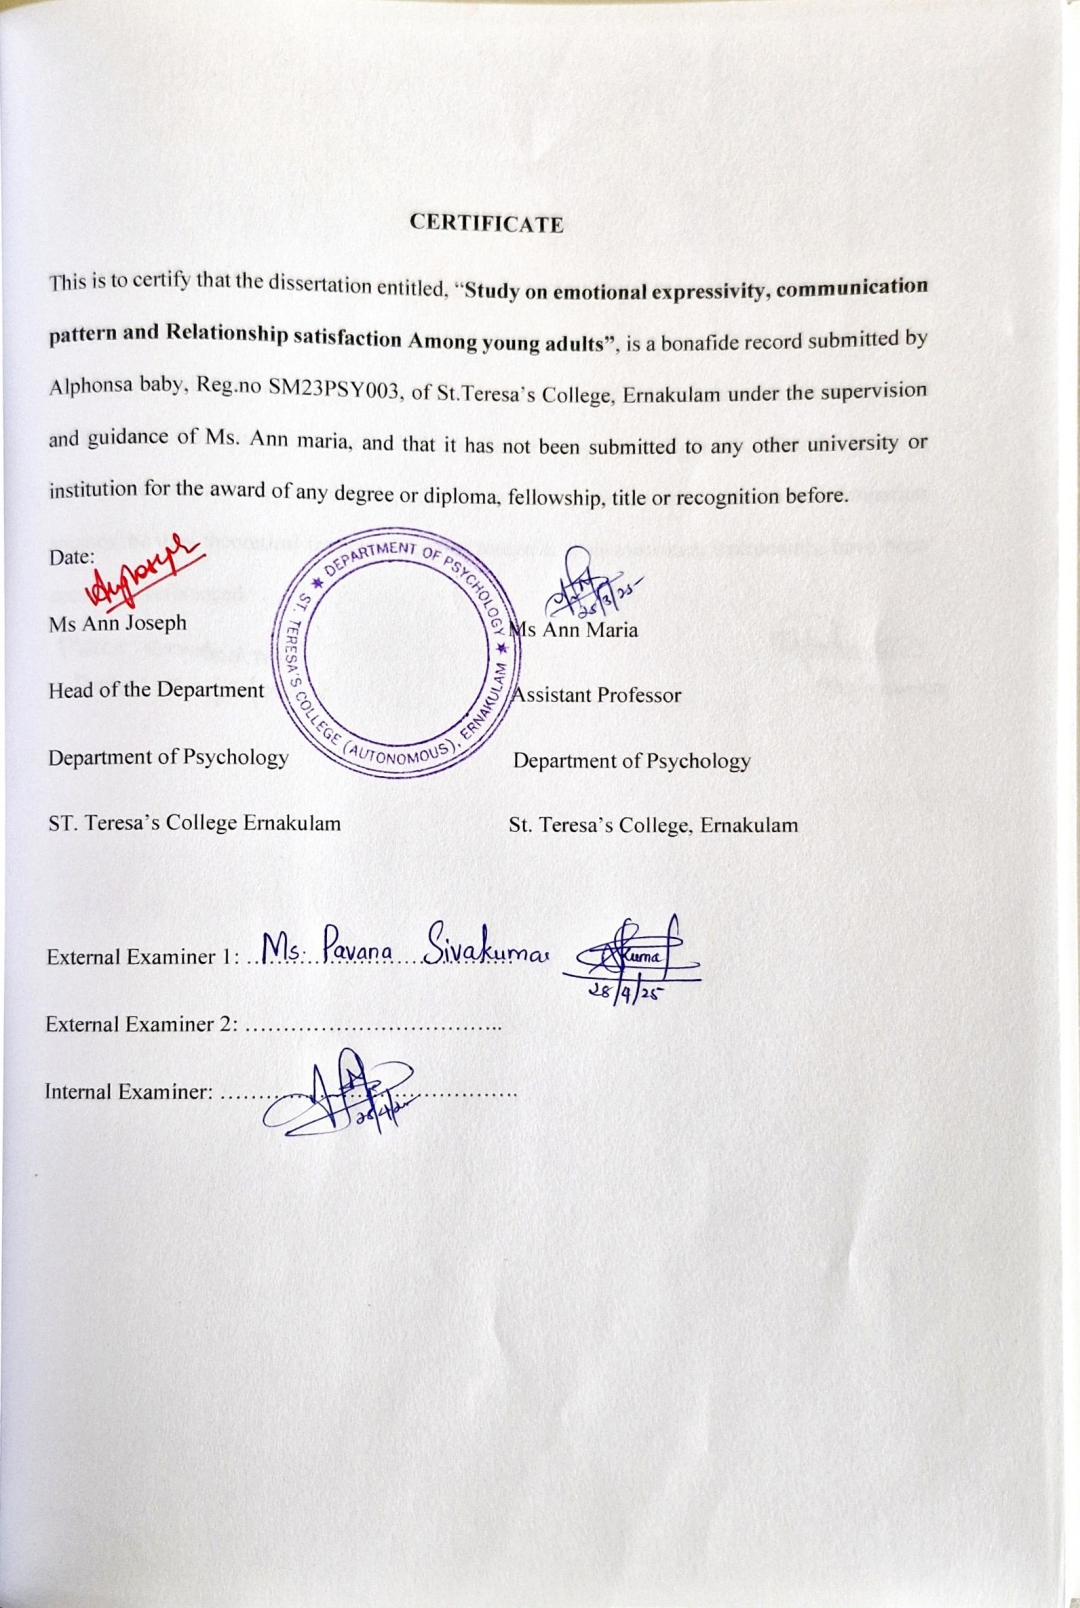 CERTIFICATE
This is to certify that the dissertation entitled, “Study on emotional expressivity, communication
pattern and Relationship satisfaction Among young adults”, is a bonafide record submitted by
Alphonsa baby, Reg.no SM23PSY003, of St.Teresa’s College, Ernakulam under the supervision
and guidance of Ms. Ann maria, and that it has not been submitted to any other university or
institution for the award of any degree or diploma, fellowship, title or recognition before.
Date:
25/3/25
Ms Ann Joseph
Ms Ann Maria
★ DEPARTMENT OF PSYCHOLOGY ★
ST. TERESA'S COLLEGE (AUTONOMOUS), ERNAKULAM
Head of the Department
Assistant Professor
Department of Psychology
Department of Psychology
ST. Teresa’s College Ernakulam
St. Teresa’s College, Ernakulam
External Examiner 1: Ms. Pavana Sivakumar
28/4/25
External Examiner 2: ..................................
Internal Examiner: .......................................